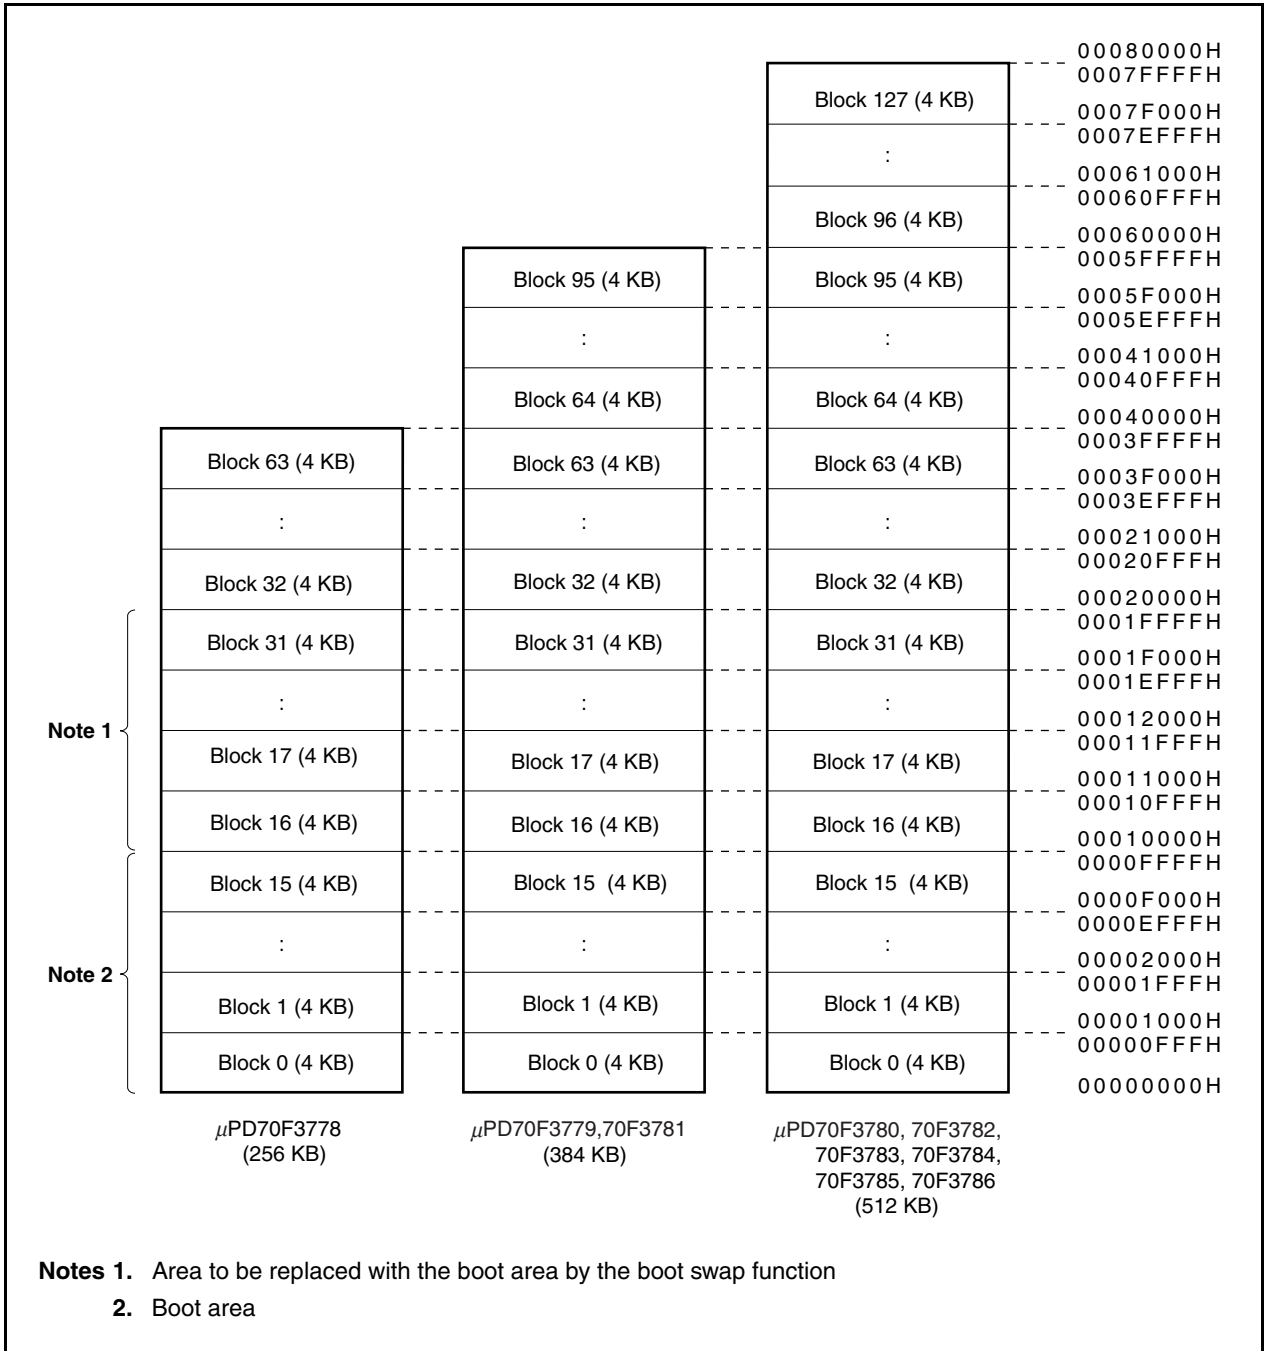 00080000H
0007FFFFH
Block 127 (4 KB)
0007F000H
0007EFFFH
:
00061000H
00060FFFH
Block 96 (4 KB)
00060000H
0005FFFFH
Block 95 (4 KB) Block 95 (4 KB)
0005F000H
0005EFFFH
: :
00041000H
00040FFFH
Block 64 (4 KB) Block 64 (4 KB)
00040000H
0003FFFFH
Block 63 (4 KB) Block 63 (4 KB) Block 63 (4 KB)
0003F000H
0003EFFFH
: : :
00021000H
00020FFFH
Block 32 (4 KB) Block 32 (4 KB) Block 32 (4 KB)
00020000H
0001FFFFH
Block 31 (4 KB) Block 31 (4 KB) Block 31 (4 KB)
0001F000H
0001EFFFH
: : :
Note 1
00012000H
00011FFFH
Block 17 (4 KB) Block 17 (4 KB) Block 17 (4 KB)
00011000H
00010FFFH
Block 16 (4 KB) Block 16 (4 KB) Block 16 (4 KB)
00010000H
0000FFFFH
Block 15 (4 KB) Block 15 (4 KB) Block 15 (4 KB)
0000F000H
0000EFFFH
: : :
Note 2
00002000H
00001FFFH
Block 1 (4 KB) Block 1 (4 KB) Block 1 (4 KB)
00001000H
00000FFFH
Block 0 (4 KB) Block 0 (4 KB) Block 0 (4 KB)
00000000H
μPD70F3778
(256 KB)
μPD70F3779,70F3781
(384 KB)
μPD70F3780, 70F3782,
70F3783, 70F3784,
70F3785, 70F3786
(512 KB)
Notes 1. Area to be replaced with the boot area by the boot swap function
2. Boot area